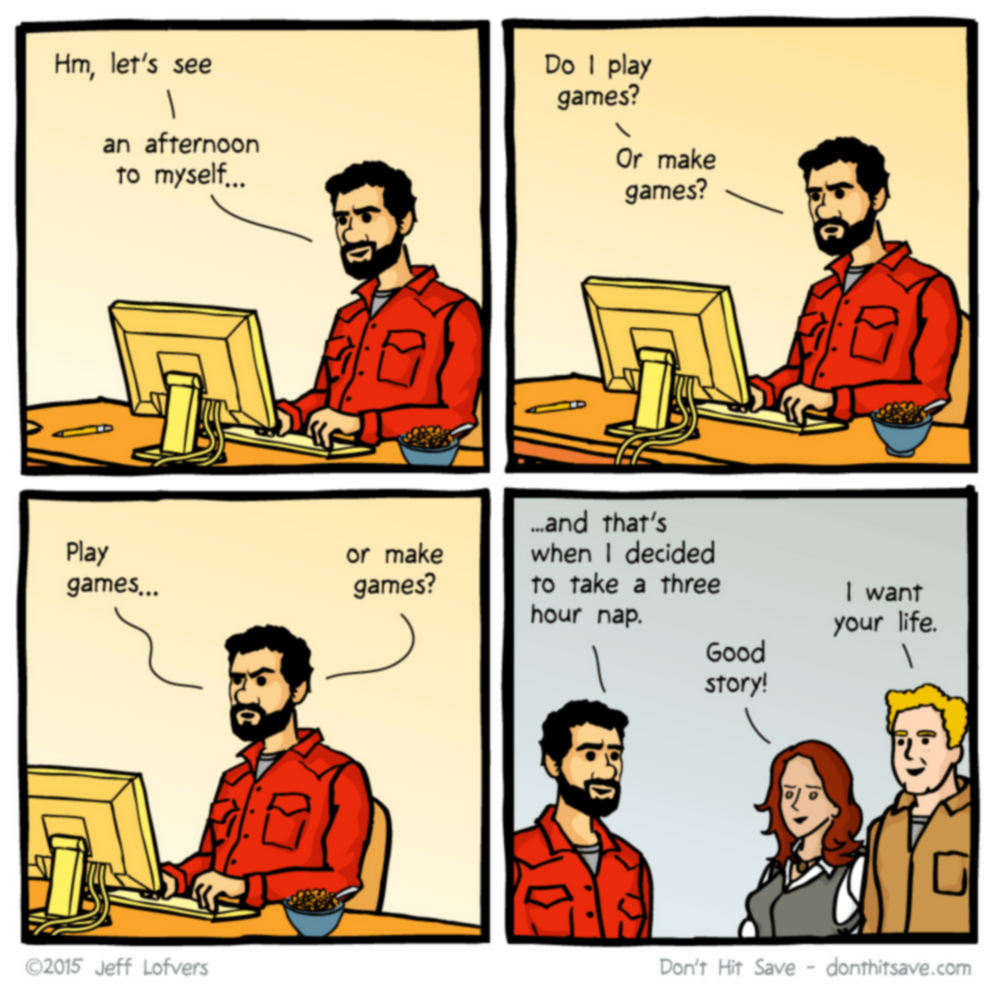 Hm, let's see
an afternoon
to myself...
Do I play
games?
Or make
games?
Play
games...
or make
games?
...and that's
when I decided
to take a three
hour nap.
Good
story!
I want
your life.
©2015 Jeff Lofvers
Don't Hit Save - donthitsave.com